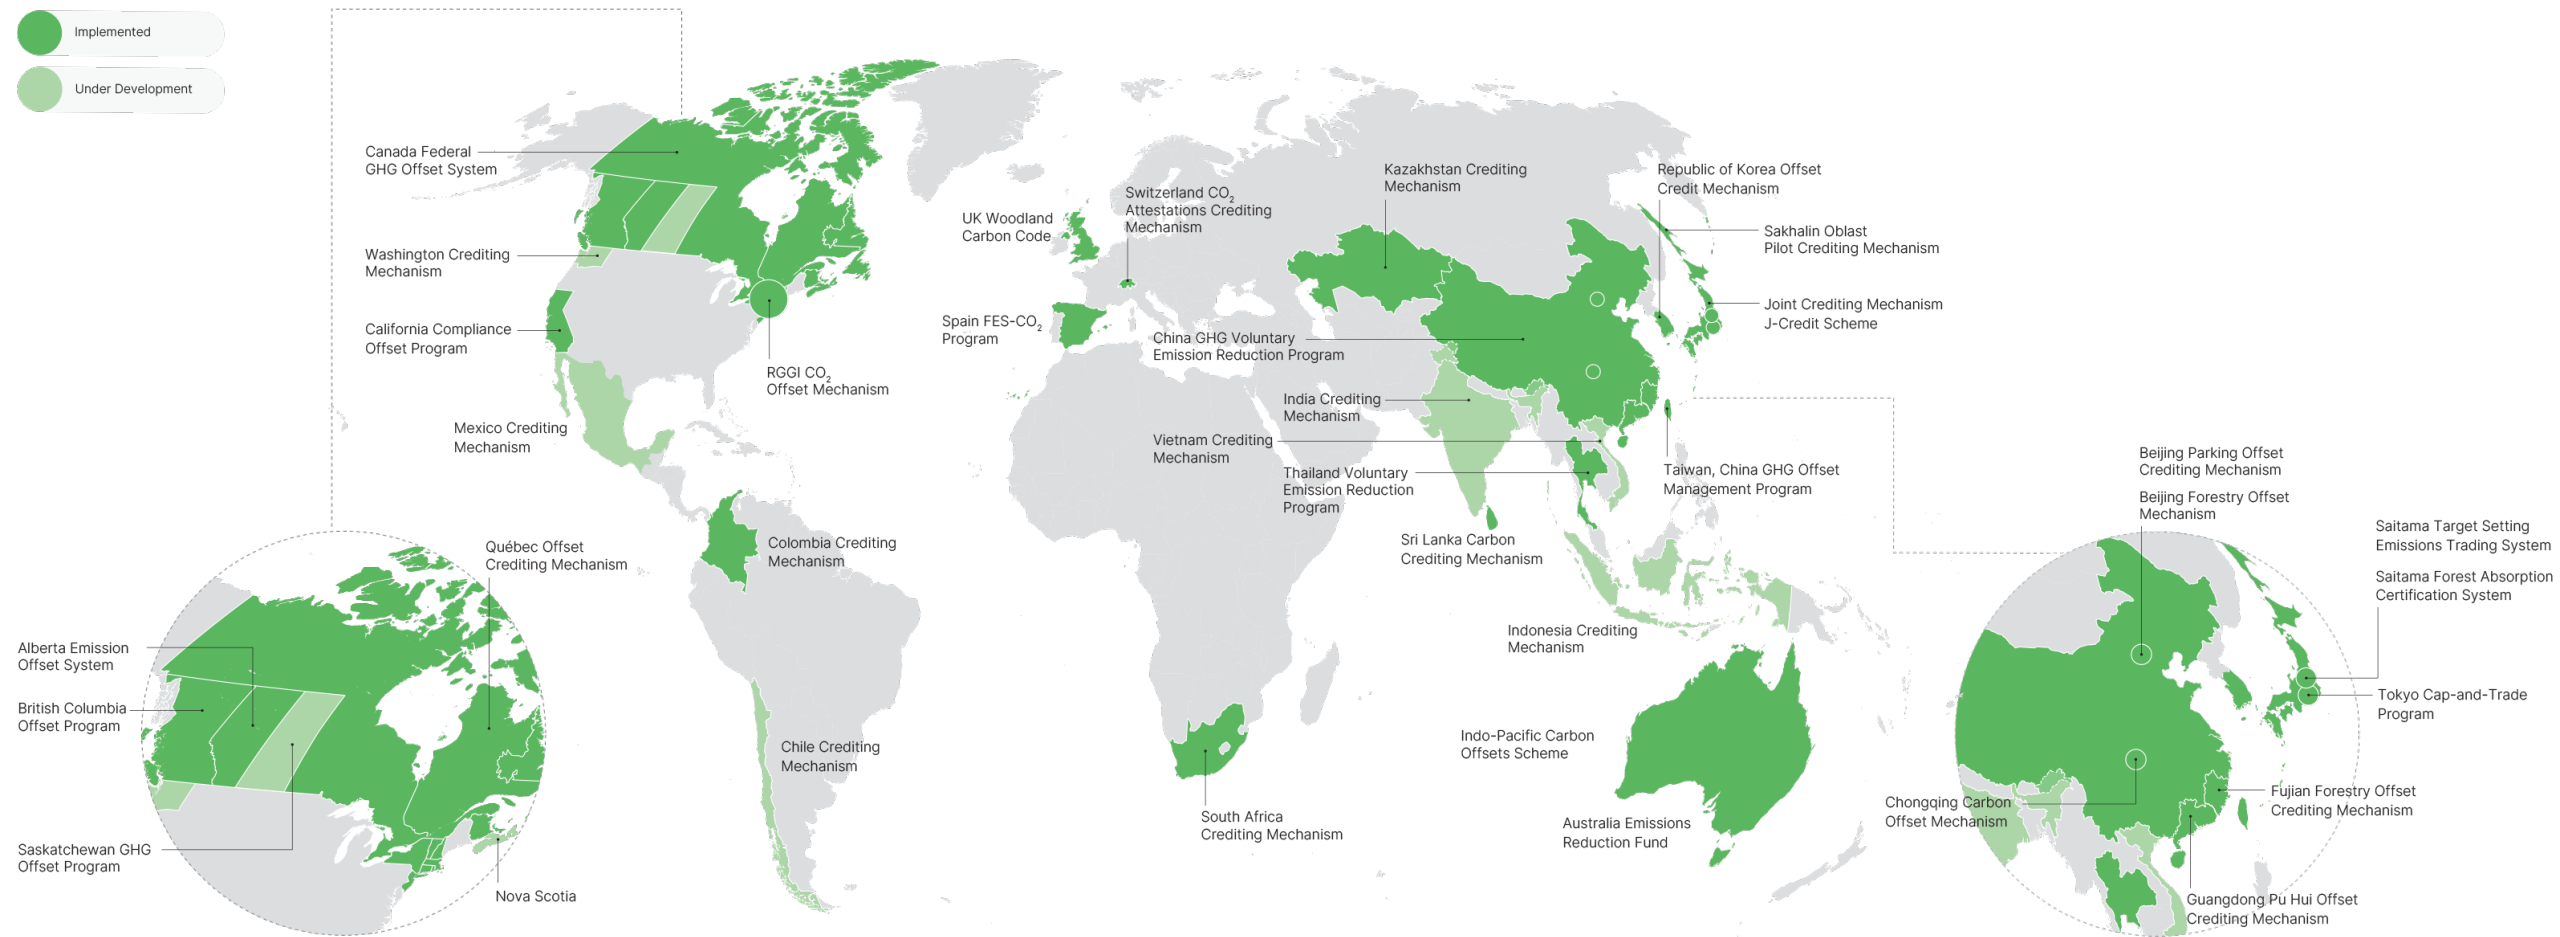 Implemented
Under Development
Canada Federal
GHG Offset System
Washington Crediting
Mechanism
California Compliance
Offset Program
RGGI CO2
Offset Mechanism
Mexico Crediting
Mechanism
Colombia Crediting
Mechanism
Chile Crediting
Mechanism
Québec Offset
Crediting Mechanism
Alberta Emission
Offset System
British Columbia
Offset Program
Saskatchewan GHG
Offset Program
Nova Scotia
UK Woodland
Carbon Code
Switzerland CO2
Attestations Crediting
Mechanism
Spain FES-CO2
Program
Kazakhstan Crediting
Mechanism
Republic of Korea Offset
Credit Mechanism
Sakhalin Oblast
Pilot Crediting Mechanism
Joint Crediting Mechanism
J-Credit Scheme
China GHG Voluntary
Emission Reduction Program
India Crediting
Mechanism
Vietnam Crediting
Mechanism
Thailand Voluntary
Emission Reduction
Program
Taiwan, China GHG Offset
Management Program
Sri Lanka Carbon
Crediting Mechanism
Indonesia Crediting
Mechanism
Indo-Pacific Carbon
Offsets Scheme
Australia Emissions
Reduction Fund
South Africa
Crediting Mechanism
Beijing Parking Offset
Crediting Mechanism
Beijing Forestry Offset
Mechanism
Saitama Target Setting
Emissions Trading System
Saitama Forest Absorption
Certification System
Tokyo Cap-and-Trade
Program
Fujian Forestry Offset
Crediting Mechanism
Chongqing Carbon
Offset Mechanism
Guangdong Pu Hui Offset
Crediting Mechanism